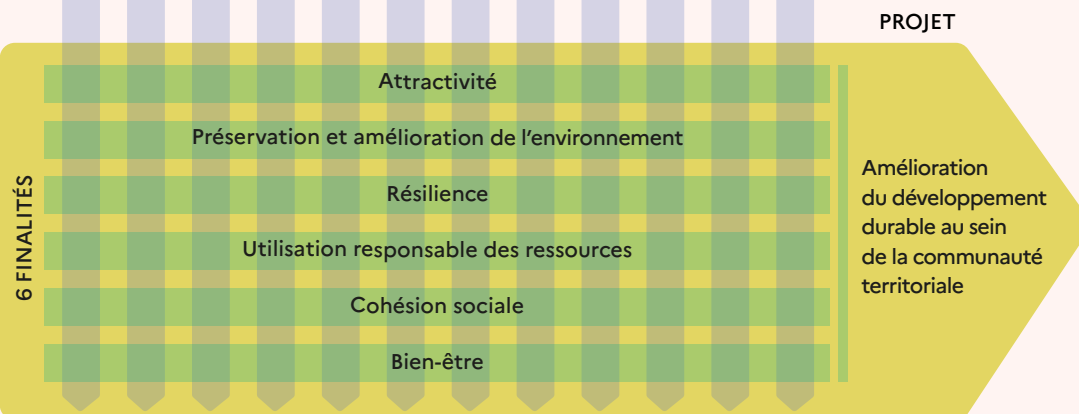 PROJET
6 FINALITÉS
Attractivité
Préservation et amélioration de l'environnement
Résilience
Utilisation responsable des ressources
Cohésion sociale
Bien-être
Amélioration
du développement
durable au sein
de la communauté
territoriale